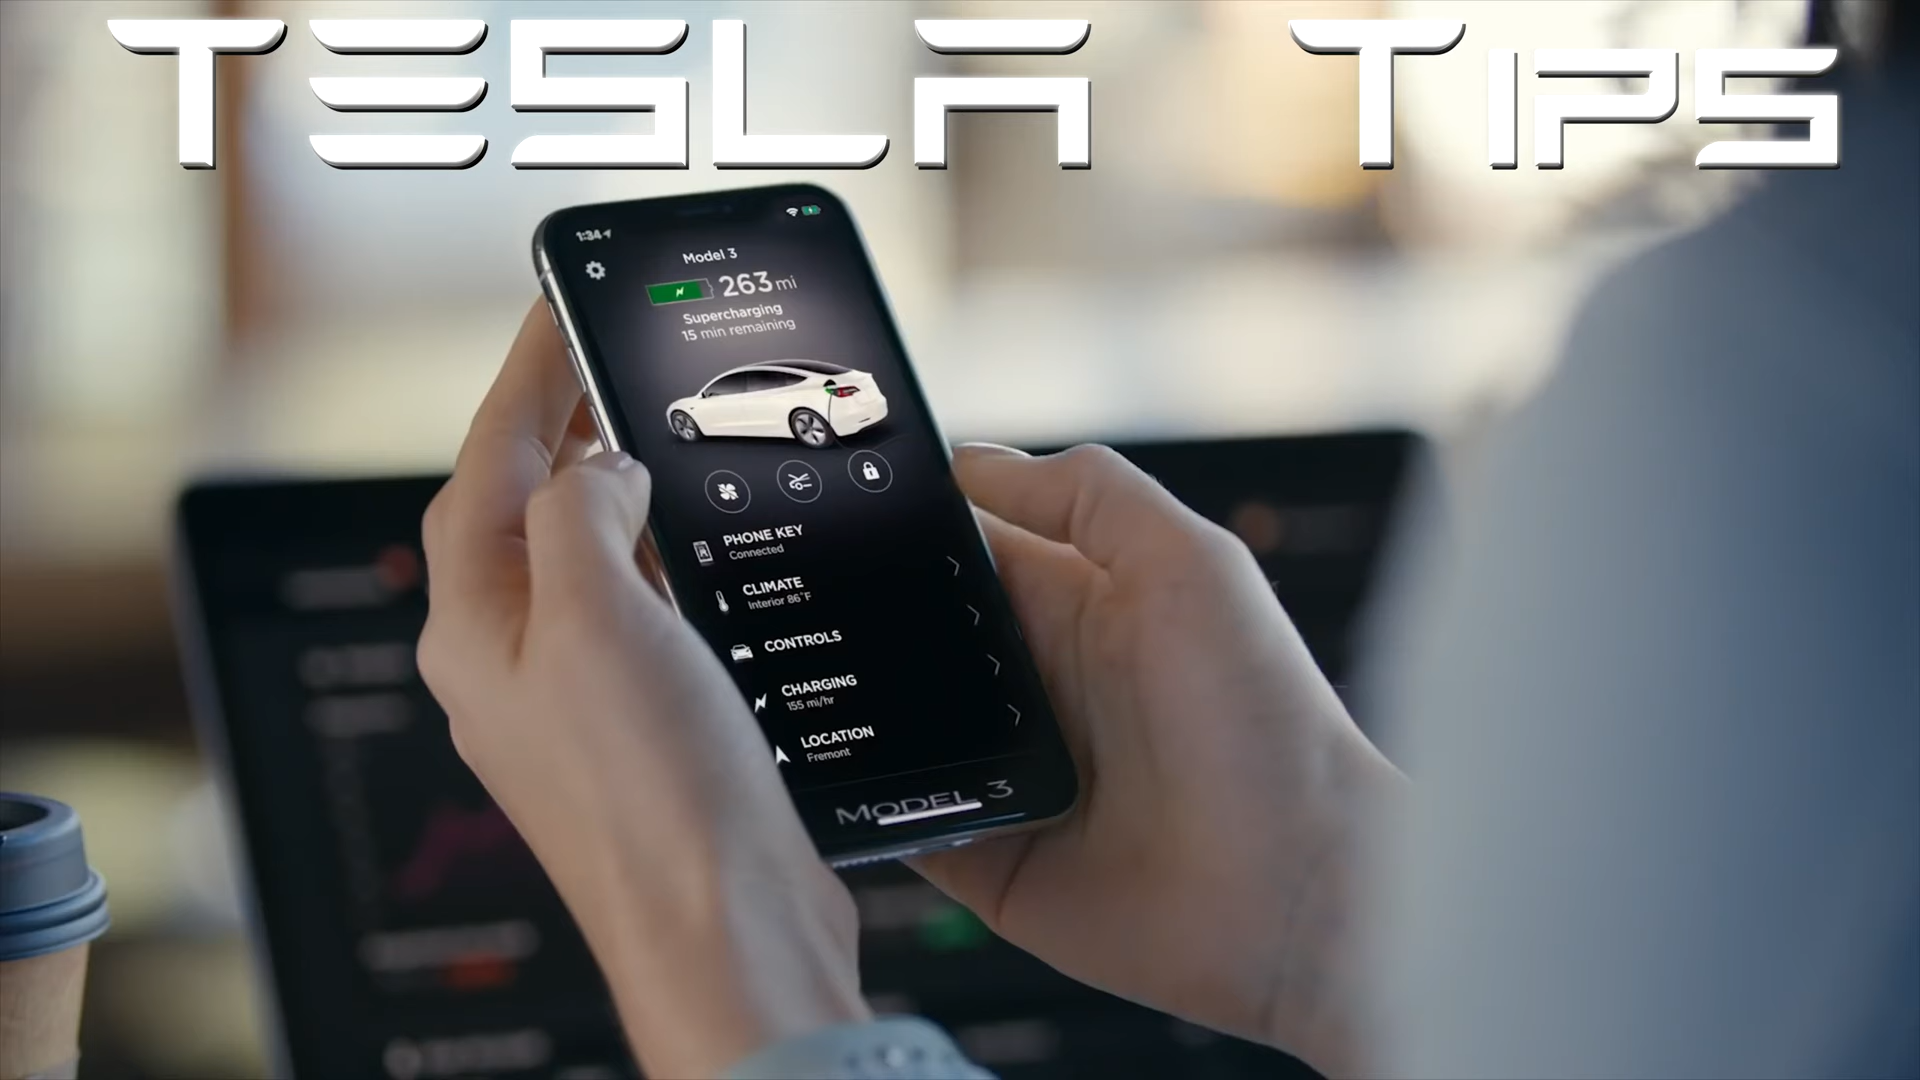 TESLA TIPS
1:34
Model 3
263 mi
Supercharging
15 min remaining
PHONE KEY
Connected
CLIMATE
Interior 86°F
CONTROLS
CHARGING
155 mi/hr
LOCATION
Fremont
MODEL 3